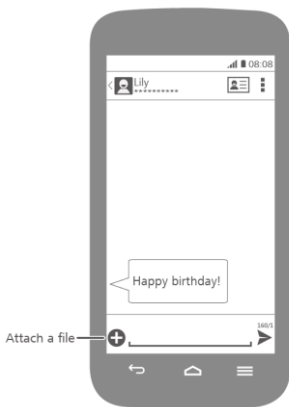 08:08
Lily
**********
Happy birthday!
160/1
Attach a file